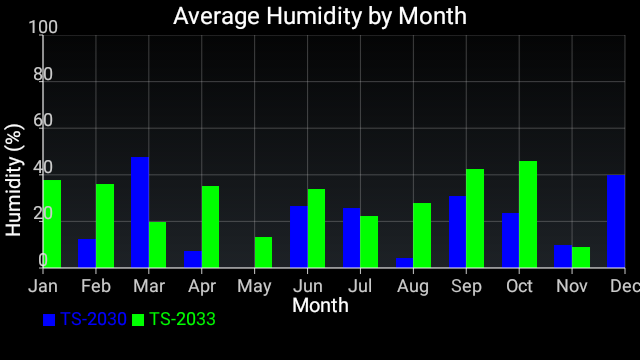 Average Humidity by Month
Humidity (%)
100
80
60
40
20
0
Jan Feb Mar Apr May Jun Jul Aug Sep Oct Nov Dec
Month
TS-2030 TS-2033